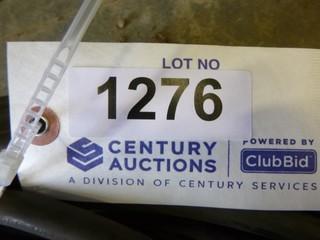 LOT NO
1276
CENTURY
AUCTIONS
POWERED BY
ClubBid
A DIVISION OF CENTURY SERVICES